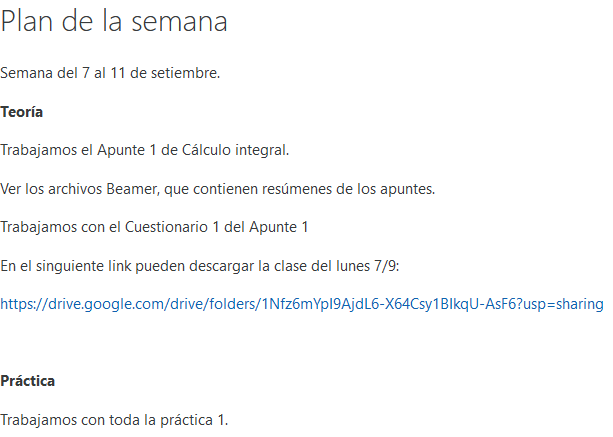 Plan de la semana
Semana del 7 al 11 de setiembre.
Teoría
Trabajamos el Apunte 1 de Cálculo integral.
Ver los archivos Beamer, que contienen resúmenes de los apuntes.
Trabajamos con el Cuestionario 1 del Apunte 1
En el singuiente link pueden descargar la clase del lunes 7/9:
https://drive.google.com/drive/folders/1Nfz6mYpI9AjdL6-X64Csy1BIkqU-AsF6?usp=sharing
Práctica
Trabajamos con toda la práctica 1.